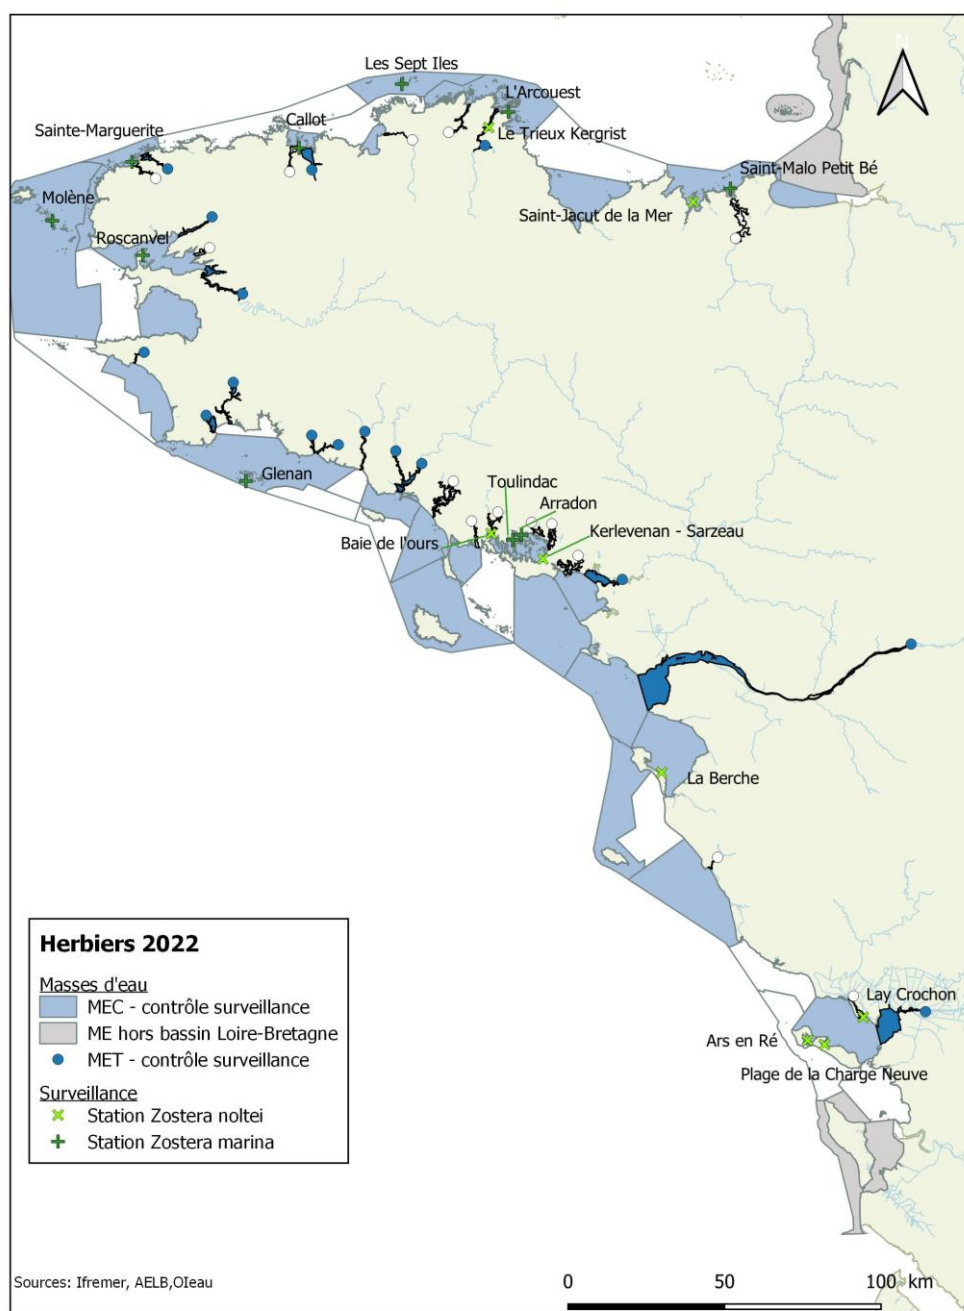 N
Les Sept Iles
L'Arcouest
Sainte-Marguerite
Callot
Le Trieux Kergrist
Saint-Malo Petit Bé
Molène
Saint-Jacut de la Mer
Roscanvel
Glenan
Toulindac
Arradon
Baie de l'ours
Kerlevenan - Sarzeau
La Berche
Lay Crochon
Ars en Ré
Plage de la Charge Neuve
Herbiers 2022
Masses d'eau
MEC - contrôle surveillance
ME hors bassin Loire-Bretagne
MET - contrôle surveillance
Surveillance
Station Zostera noltei
Station Zostera marina
Sources: Ifremer, AELB,OIeau
0 50 100 km